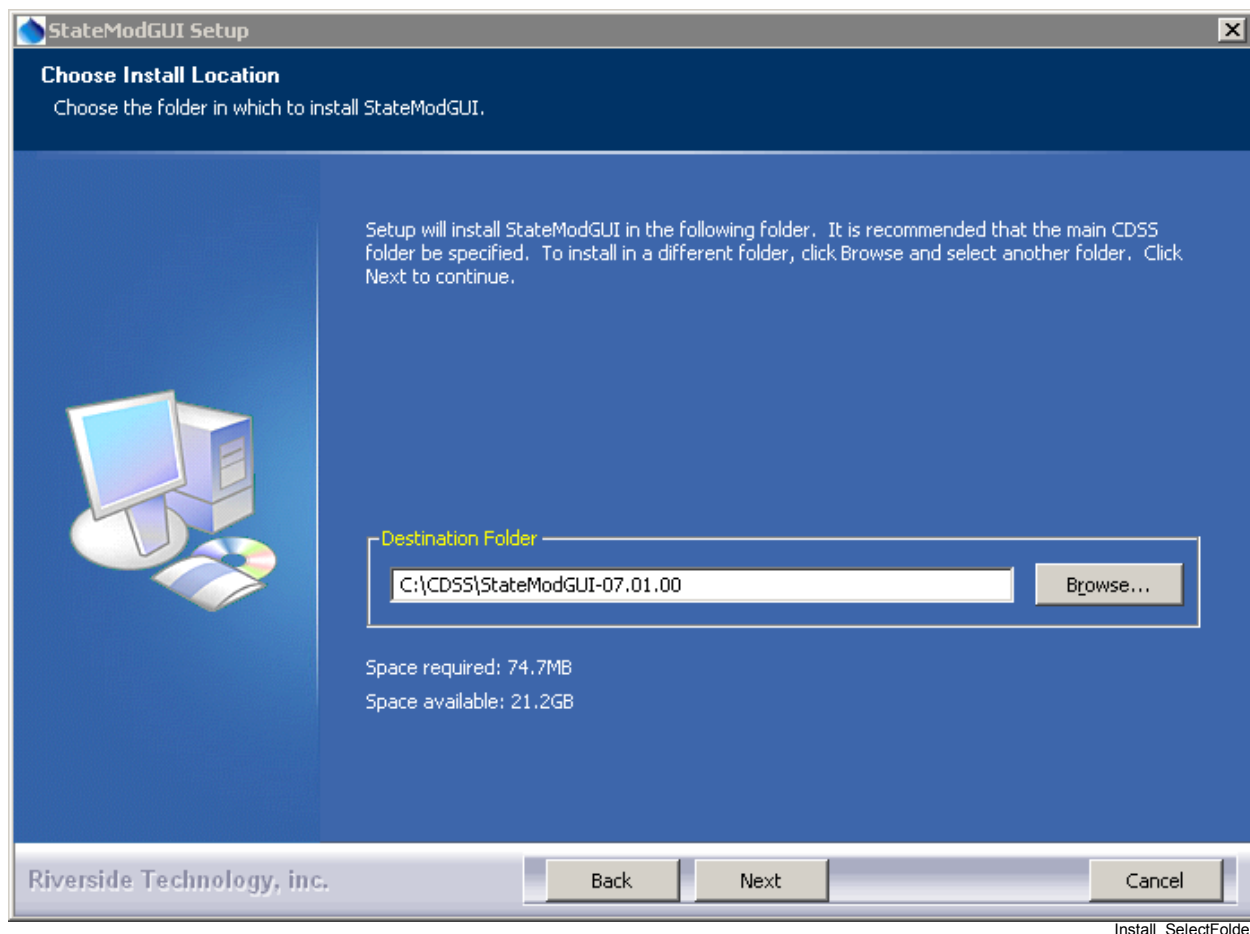 StateModGUI Setup
Choose Install Location
Choose the folder in which to install StateModGUI.
Setup will install StateModGUI in the following folder.  It is recommended that the main CDSS
folder be specified.  To install in a different folder, click Browse and select another folder.  Click
Next to continue.
Destination Folder
C:\CDSS\StateModGUI-07.01.00
Browse...
Space required: 74.7MB
Space available: 21.2GB
Riverside Technology, inc.
Back
Next
Cancel
Install_SelectFolde